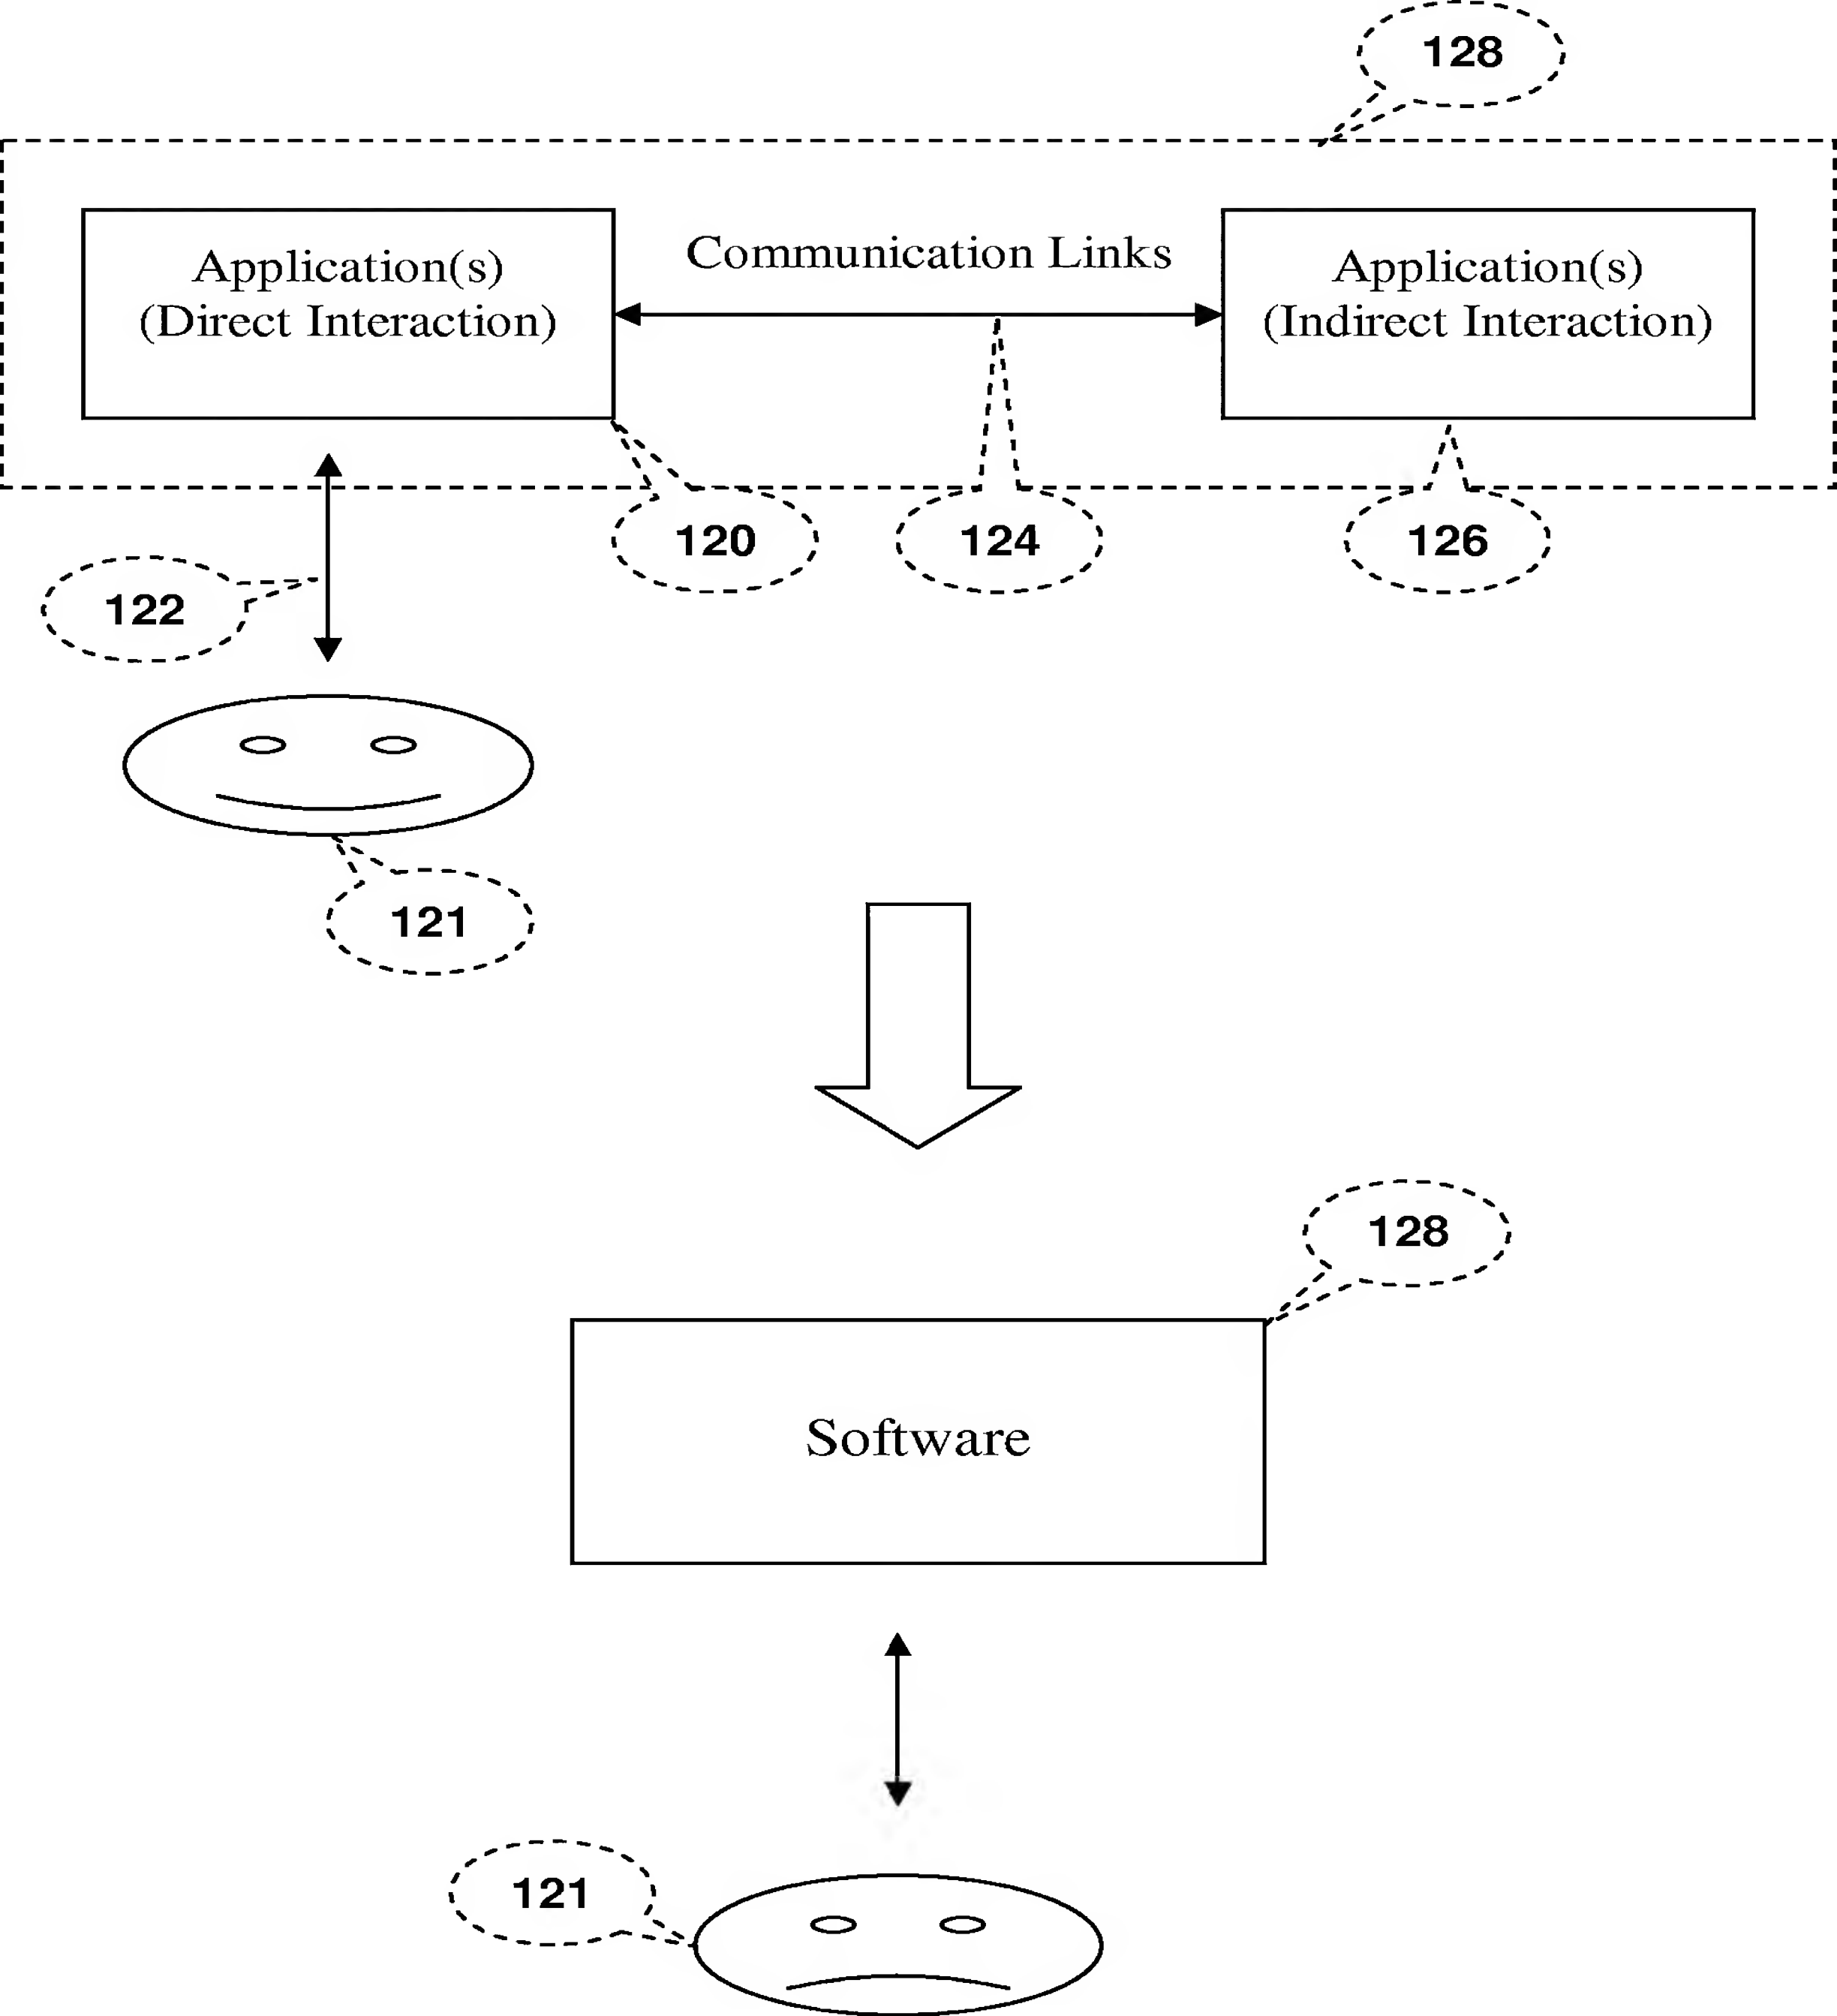 128
Communication Links
Application(s)
(Direct Interaction)
Application(s)
(Indirect Interaction)
120
124
126
122
121
128
Software
121